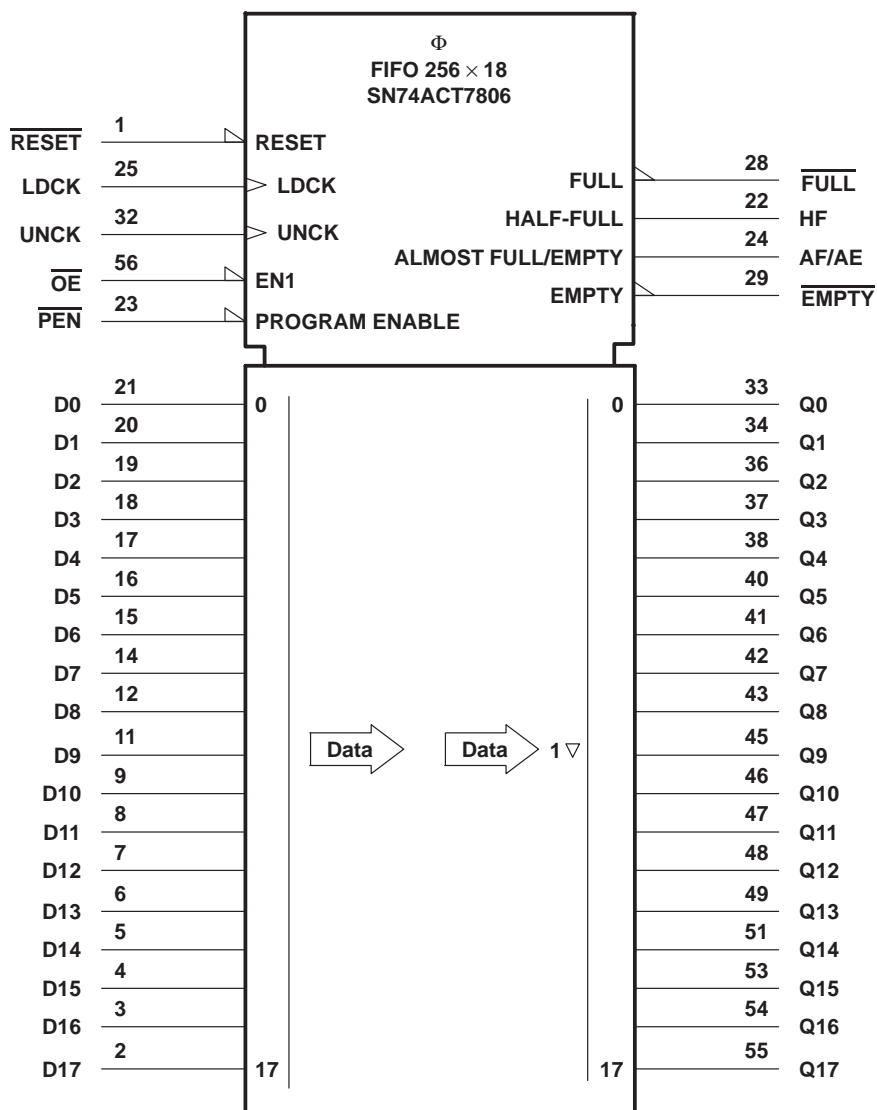 Φ
FIFO 256 × 18
SN74ACT7806
RESET 1 RESET
LDCK 25 LDCK
UNCK 32 UNCK
OE 56 EN1
PEN 23 PROGRAM ENABLE
FULL 28 FULL
HALF-FULL 22 HF
ALMOST FULL/EMPTY 24 AF/AE
EMPTY 29 EMPTY
D0 21 0 0 33 Q0
D1 20 34 Q1
D2 19 36 Q2
D3 18 37 Q3
D4 17 38 Q4
D5 16 40 Q5
D6 15 41 Q6
D7 14 42 Q7
D8 12 43 Q8
D9 11 Data Data 1 ▽ 45 Q9
D10 9 46 Q10
D11 8 47 Q11
D12 7 48 Q12
D13 6 49 Q13
D14 5 51 Q14
D15 4 53 Q15
D16 3 54 Q16
D17 2 17 17 55 Q17